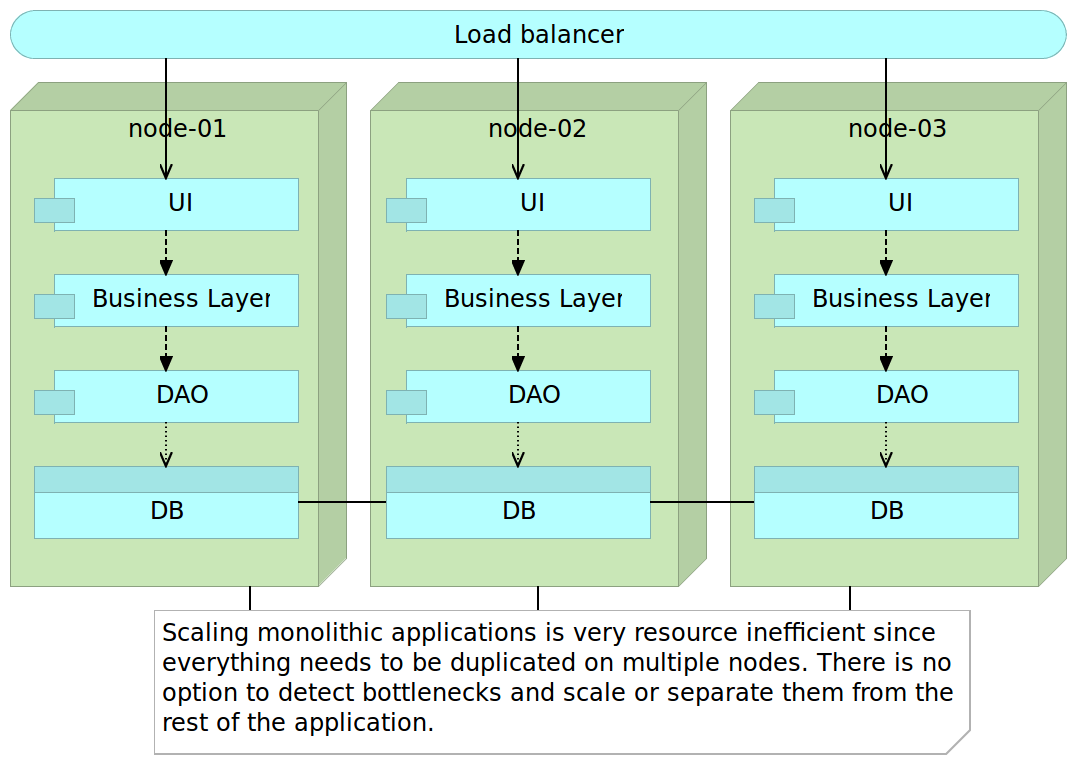 Load balancer
node-01 node-02 node-03
UI UI UI
Business Layer Business Layer Business Layer
DAO DAO DAO
DB DB DB
Scaling monolithic applications is very resource inefficient since
everything needs to be duplicated on multiple nodes. There is no
option to detect bottlenecks and scale or separate them from the
rest of the application.